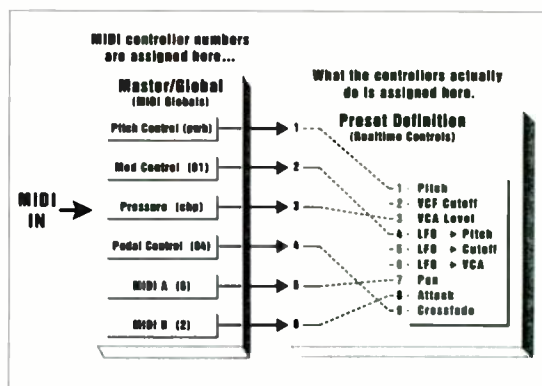 MIDI controller numbers
are assigned here...
Master/Global
(MIDI Globals)
Pitch Control (pwh)
Mod Control (01)
Pressure (chp)
Pedal Control (04)
MIDI A (6)
MIDI B (2)
MIDI
IN
1
2
3
4
5
6
What the controllers actually
do is assigned here.
Preset Definition
(Realtime Controls)
1 Pitch
2 VCF Cutoff
3 VCA Level
4 LFO > Pitch
5 LFO > Cutoff
6 LFO > VCA
7 Pan
8 Attack
9 Crossfade